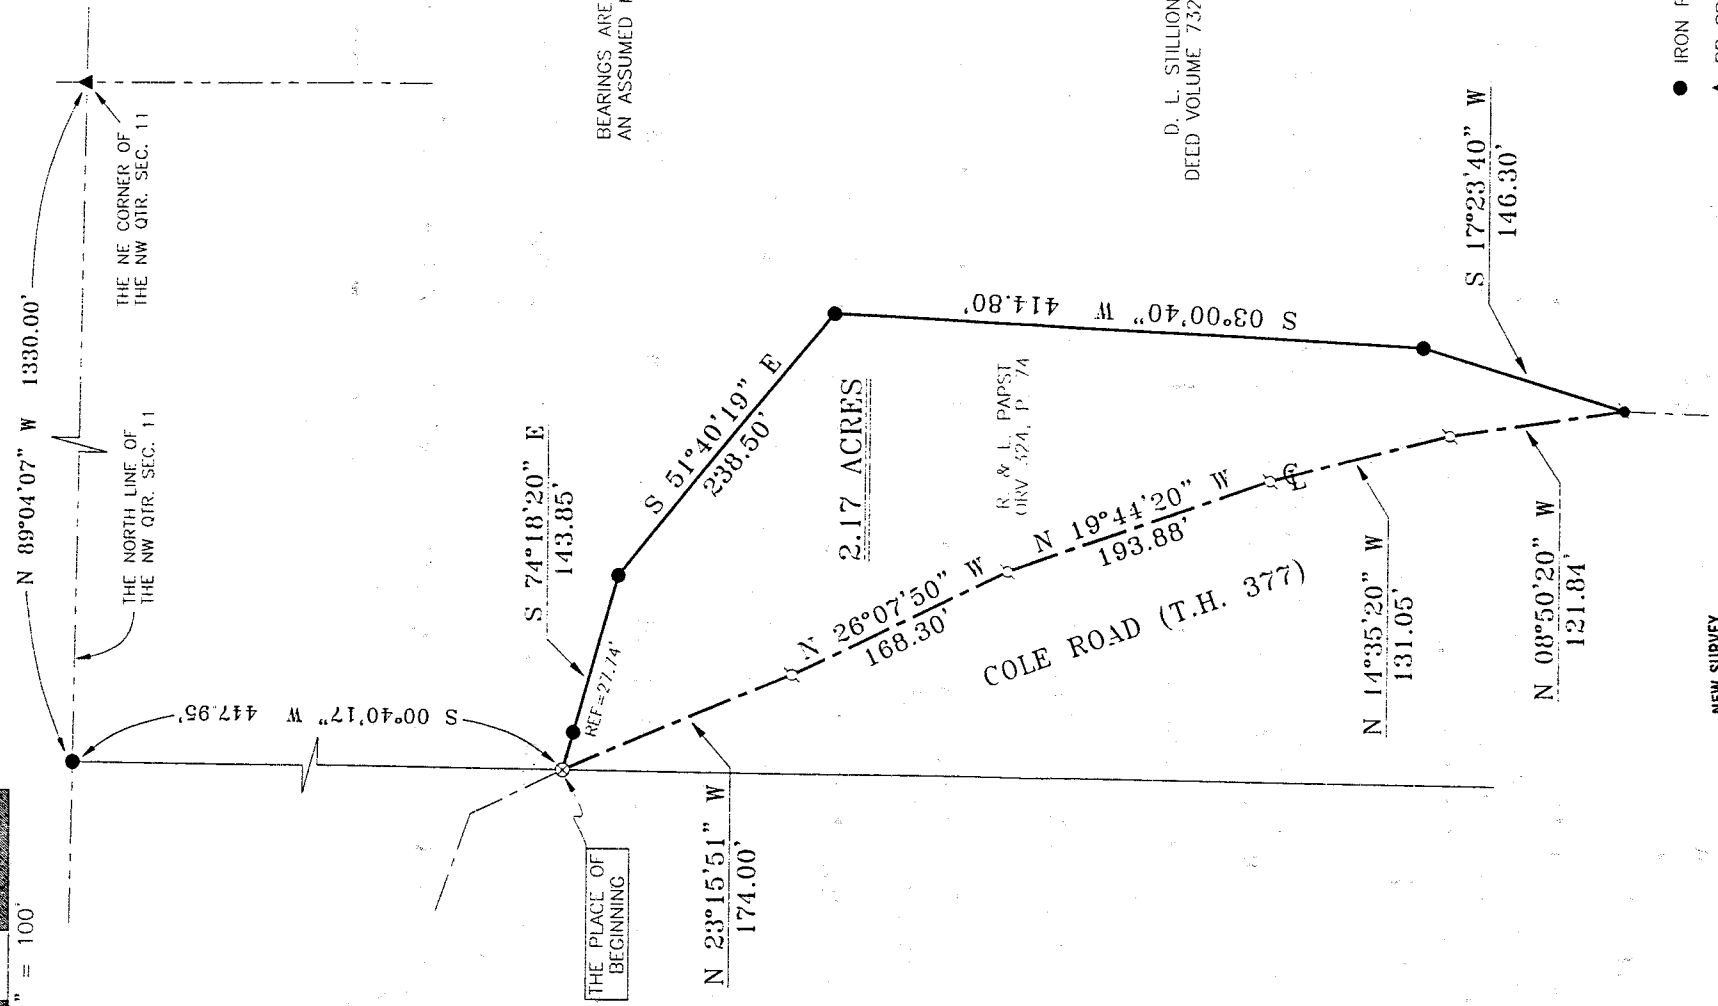 " = 100'
N 89°04'07" W 1330.00'
THE NE CORNER OF
THE NW QTR. SEC. 11
THE NORTH LINE OF
THE NW QTR. SEC. 11
BEARINGS ARE
AN ASSUMED
S 00°40'17" W 447.95'
S 74°18'20" E
143.85'
REF=27.74'
S 51°40'19" E
238.50'
D. L. STILLION
DEED VOLUME 732
S 03°00'40" W 414.80'
2.17 ACRES
R. & L. PAPST
ORV 324, P. 74
S 17°23'40" W
146.30'
THE PLACE OF
BEGINNING
N 23°15'51" W
174.00'
N 26°07'50" W
168.30'
N 19°44'20" W
193.88'
CL
COLE ROAD (T.H. 377)
N 14°35'20" W
131.05'
N 08°50'20" W
121.84'
IRON
NEW SURVEY